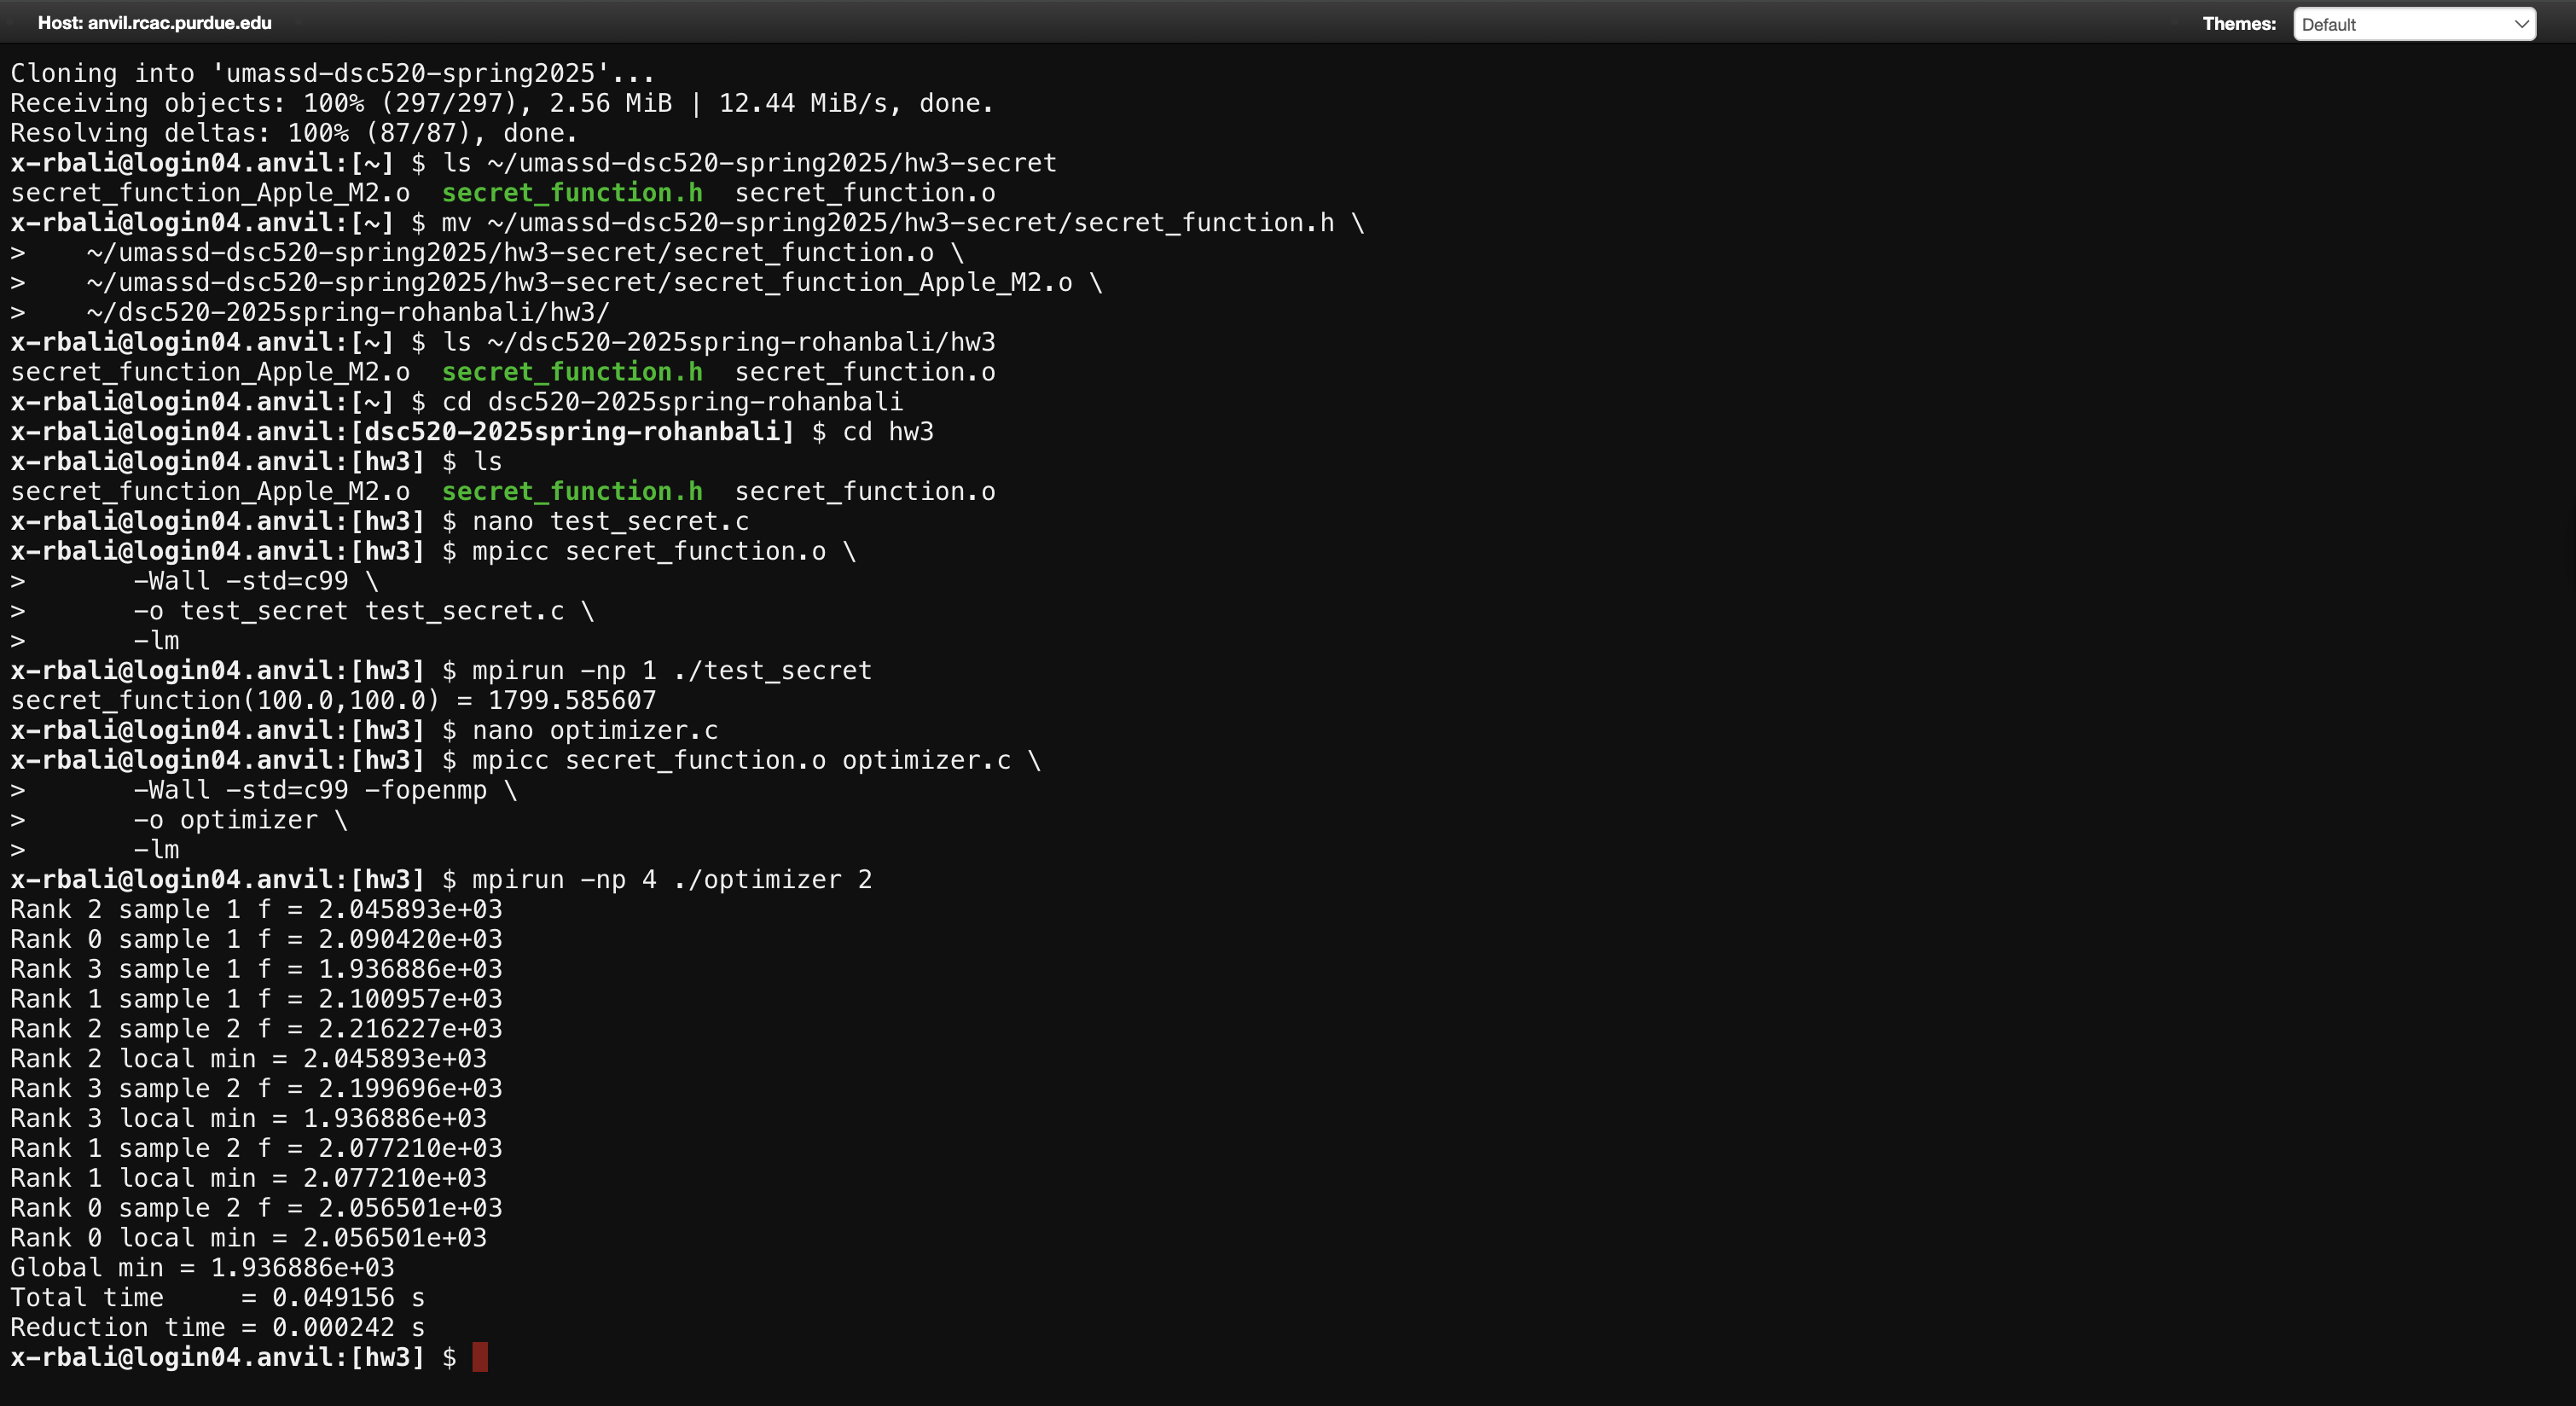 Host: anvil.rcac.purdue.edu
Themes: Default
Cloning into 'umassd-dsc520-spring2025'...
Receiving objects: 100% (297/297), 2.56 MiB | 12.44 MiB/s, done.
Resolving deltas: 100% (87/87), done.
x-rbali@login04.anvil:[~] $ ls ~/umassd-dsc520-spring2025/hw3-secret
secret_function_Apple_M2.o  secret_function.h  secret_function.o
x-rbali@login04.anvil:[~] $ mv ~/umassd-dsc520-spring2025/hw3-secret/secret_function.h \
>    ~/umassd-dsc520-spring2025/hw3-secret/secret_function.o \
>    ~/umassd-dsc520-spring2025/hw3-secret/secret_function_Apple_M2.o \
>    ~/dsc520-2025spring-rohanbali/hw3/
x-rbali@login04.anvil:[~] $ ls ~/dsc520-2025spring-rohanbali/hw3
secret_function_Apple_M2.o  secret_function.h  secret_function.o
x-rbali@login04.anvil:[~] $ cd dsc520-2025spring-rohanbali
x-rbali@login04.anvil:[dsc520-2025spring-rohanbali] $ cd hw3
x-rbali@login04.anvil:[hw3] $ ls
secret_function_Apple_M2.o  secret_function.h  secret_function.o
x-rbali@login04.anvil:[hw3] $ nano test_secret.c
x-rbali@login04.anvil:[hw3] $ mpicc secret_function.o \
>       -Wall -std=c99 \
>       -o test_secret test_secret.c \
>       -lm
x-rbali@login04.anvil:[hw3] $ mpirun -np 1 ./test_secret
secret_function(100.0,100.0) = 1799.585607
x-rbali@login04.anvil:[hw3] $ nano optimizer.c
x-rbali@login04.anvil:[hw3] $ mpicc secret_function.o optimizer.c \
>       -Wall -std=c99 -fopenmp \
>       -o optimizer \
>       -lm
x-rbali@login04.anvil:[hw3] $ mpirun -np 4 ./optimizer 2
Rank 2 sample 1 f = 2.045893e+03
Rank 0 sample 1 f = 2.090420e+03
Rank 3 sample 1 f = 1.936886e+03
Rank 1 sample 1 f = 2.100957e+03
Rank 2 sample 2 f = 2.216227e+03
Rank 2 local min = 2.045893e+03
Rank 3 sample 2 f = 2.199696e+03
Rank 3 local min = 1.936886e+03
Rank 1 sample 2 f = 2.077210e+03
Rank 1 local min = 2.077210e+03
Rank 0 sample 2 f = 2.056501e+03
Rank 0 local min = 2.056501e+03
Global min = 1.936886e+03
Total time     = 0.049156 s
Reduction time = 0.000242 s
x-rbali@login04.anvil:[hw3] $